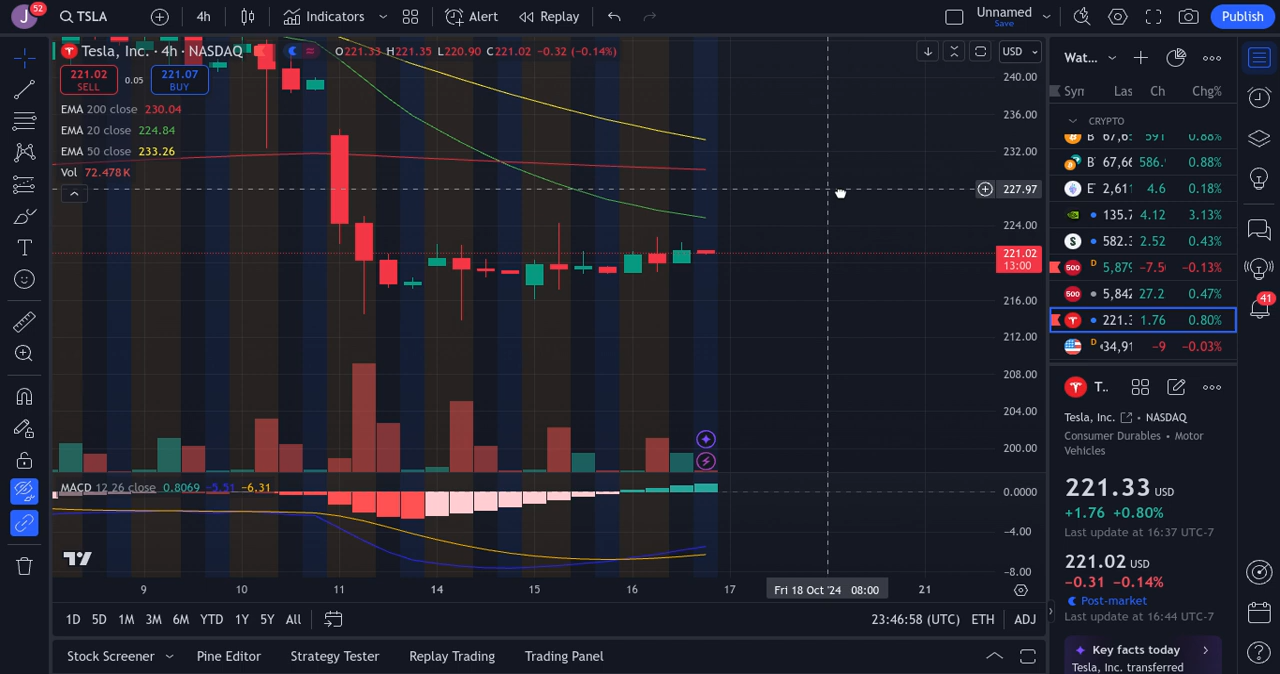 J 52 TSLA 4h Indicators Alert Replay Unnamed Save Publish
Tesla, Inc. · 4h · NASDAQ O221.33 H221.35 L220.90 C221.02 −0.32 (−0.14%)
221.02 SELL 0.05 221.07 BUY
EMA 200 close 230.04
EMA 20 close 224.84
EMA 50 close 233.26
Vol 72.478 K
USD
240.00
236.00
232.00
227.97
224.00
221.02
13:00
216.00
212.00
208.00
204.00
200.00
MACD 12 26 close 0.8069 −5.51 −6.31
0.0000
−4.00
−8.00
9 10 11 14 15 16 17 Fri 18 Oct '24 08:00 21
1D 5D 1M 3M 6M YTD 1Y 5Y All 23:46:58 (UTC) ETH ADJ
Stock Screener Pine Editor Strategy Tester Replay Trading Trading Panel
Wat...
Syn Las Ch Chg%
CRYPTO
B 591 0.88%
B 67,66 586. 0.88%
E 2,611 4.6 0.18%
135.7 4.12 3.13%
582.3 2.52 0.43%
500 D 5,879 −7.50 −0.13%
500 5,842 27.2 0.47%
221.3 1.76 0.80%
D 34,91 −9 −0.03%
41
T..
Tesla, Inc. • NASDAQ
Consumer Durables • Motor
Vehicles
221.33 USD
+1.76 +0.80%
Last update at 16:37 UTC-7
221.02 USD
−0.31 −0.14%
Post-market
Last update at 16:44 UTC-7
Key facts today
Tesla, Inc. transferred